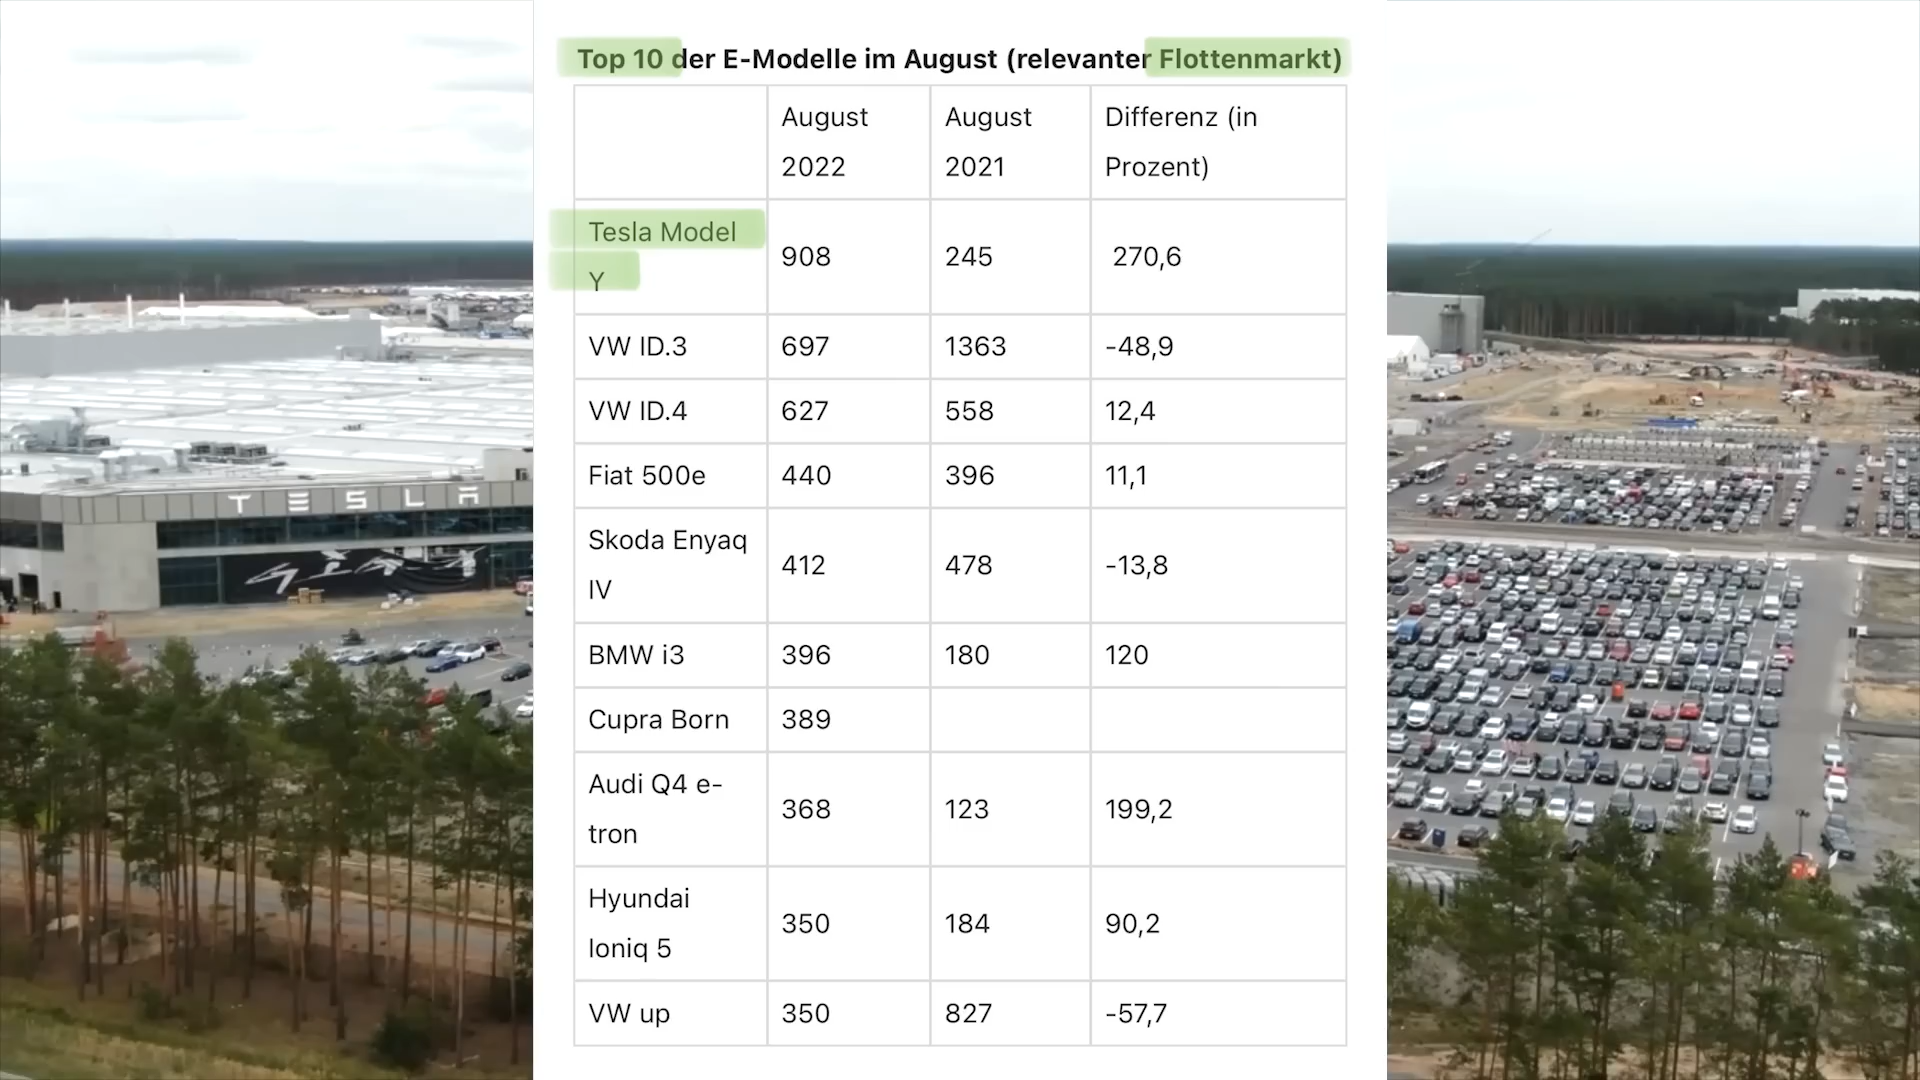 Top 10 der E-Modelle im August (relevanter Flottenmarkt)
August 2022 August 2021 Differenz (in Prozent)
Tesla Model Y 908 245 270,6
VW ID.3 697 1363 -48,9
VW ID.4 627 558 12,4
Fiat 500e 440 396 11,1
Skoda Enyaq IV 412 478 -13,8
BMW i3 396 180 120
Cupra Born 389
Audi Q4 e-tron 368 123 199,2
Hyundai Ioniq 5 350 184 90,2
VW up 350 827 -57,7
TESLA